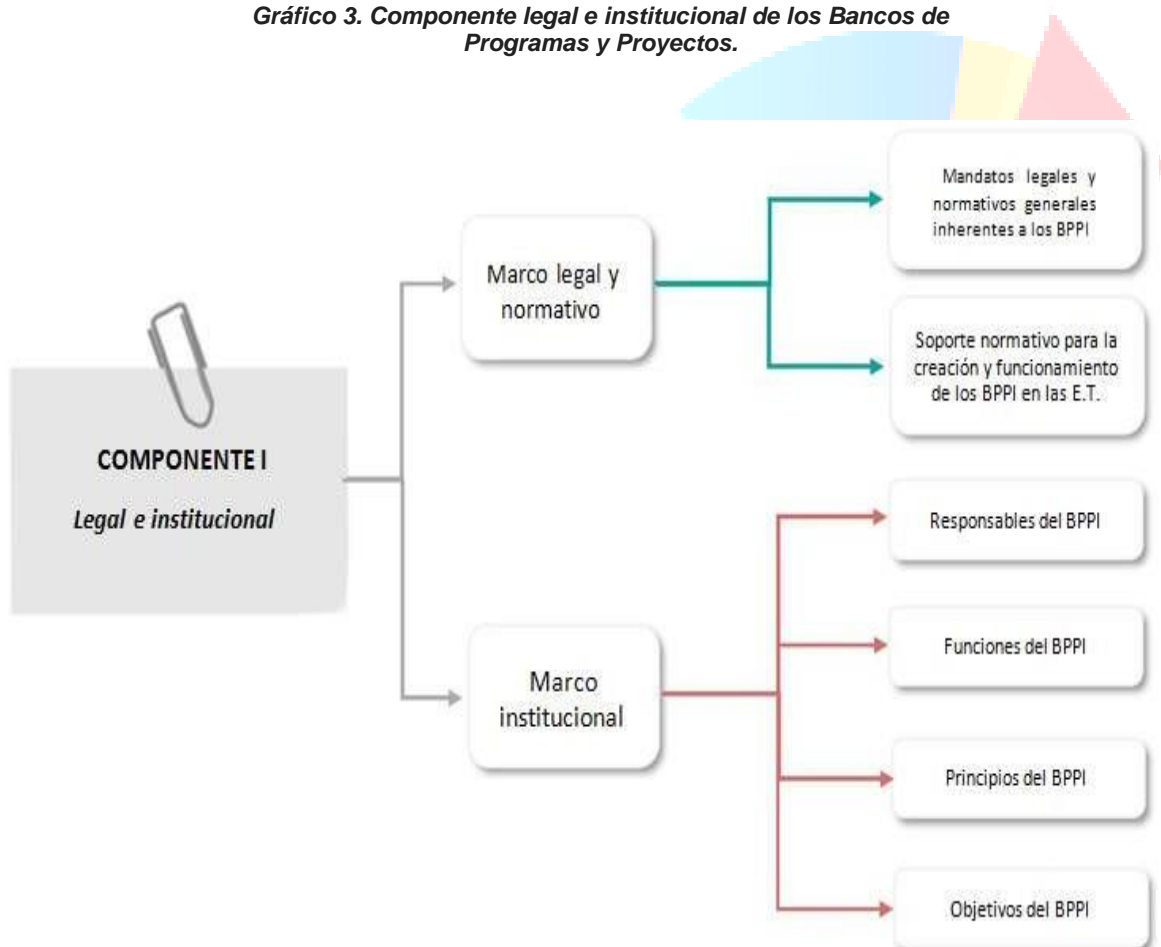 Gráfico 3. Componente legal e institucional de los Bancos de
Programas y Proyectos.
COMPONENTE I
Legal e institucional
Marco legal y
normativo
Mandatos legales y
normativos generales
inherentes a los BPPI
Soporte normativo para la
creación y funcionamiento
de los BPPI en las E.T.
Marco
institucional
Responsables del BPPI
Funciones del BPPI
Principios del BPPI
Objetivos del BPPI